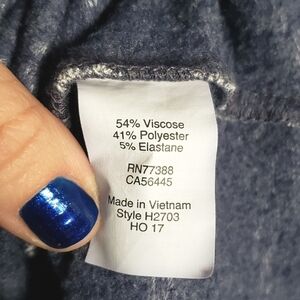 54% Viscose
41% Polyester
5% Elastane
RN77388
CA56445
Made in Vietnam
Style H2703
HO 17